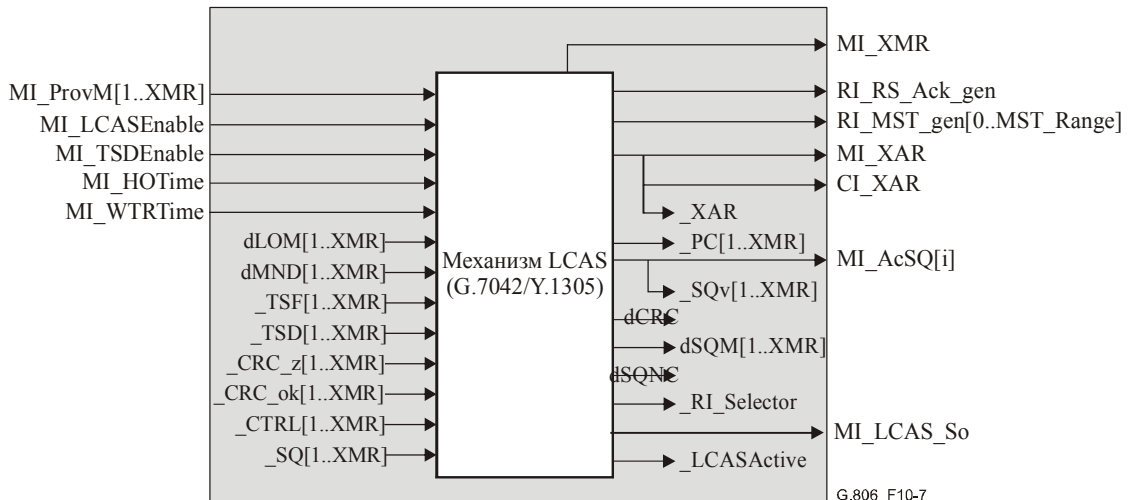 MI_XMR
MI_ProvM[1..XMR]
RI_RS_Ack_gen
MI_LCASEnable
RI_MST_gen[0..MST_Range]
MI_TSDEnable
MI_XAR
MI_HOTime
CI_XAR
MI_WTRTime
_XAR
dLOM[1..XMR]
_PC[1..XMR]
Механизм LCAS
(G.7042/Y.1305)
MI_AcSQ[i]
dMND[1..XMR]
_TSF[1..XMR]
_SQv[1..XMR]
dCRC
_TSD[1..XMR]
dSQM[1..XMR]
_CRC_z[1..XMR]
dSQNC
_CRC_ok[1..XMR]
_RI_Selector
_CTRL[1..XMR]
MI_LCAS_So
_SQ[1..XMR]
_LCASActive
G.806_F10-7